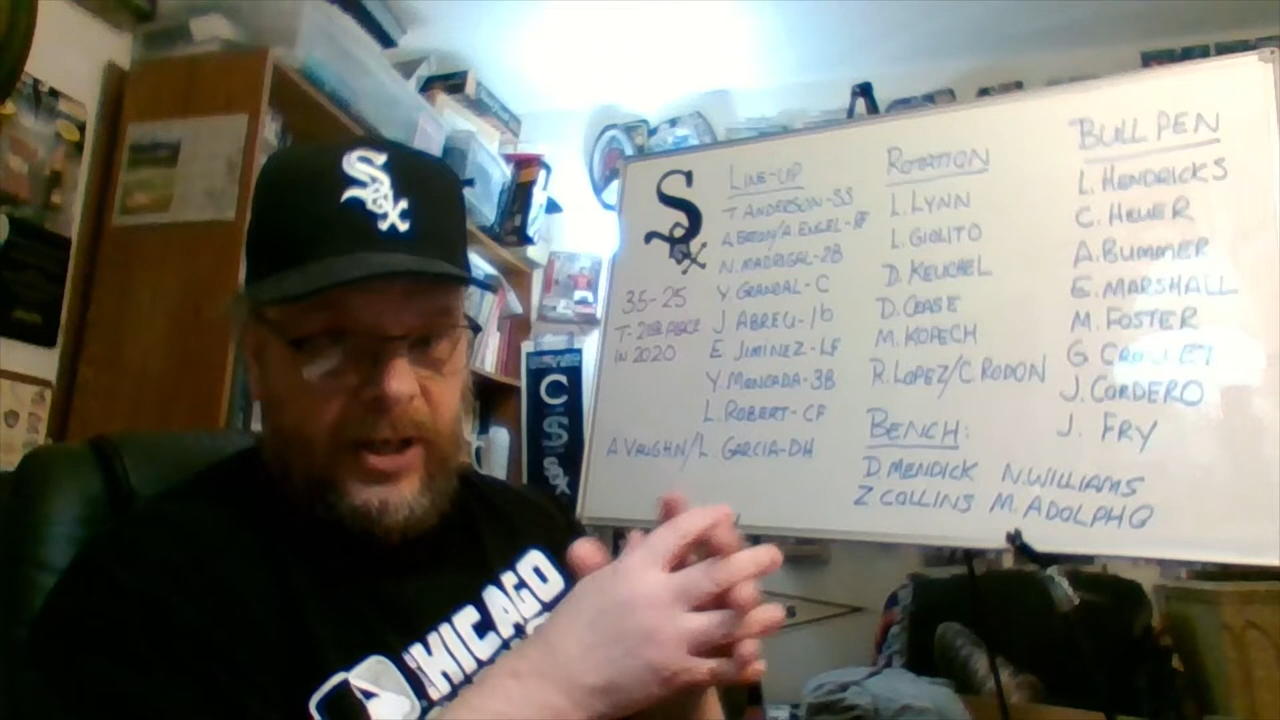 Sox
CHICAGO
Sox
35-25
T-2ND PLACE
IN 2020
LINE-UP
T ANDERSON-SS
A EATON/A. ENGEL-RF
N. MADRIGAL-2B
Y GRANDAL-C
J ABREU-1b
E JIMINEZ-LF
Y. MONCADA-3B
L. ROBERT-CF
A VAUGHN/L. GARCIA-DH
ROTATION
L. LYNN
L. GIOLITO
D. KEUCHEL
D. CEASE
M. KOPECH
R. LOPEZ/C. RODON
BENCH:
D. MENDICK N. WILLIAMS
Z COLLINS M. ADOLPHO
BULLPEN
L. HENDRICKS
C. HEUER
A. BUMMER
E. MARSHALL
M. FOSTER
G. CROCHET
J. CORDERO
J. FRY